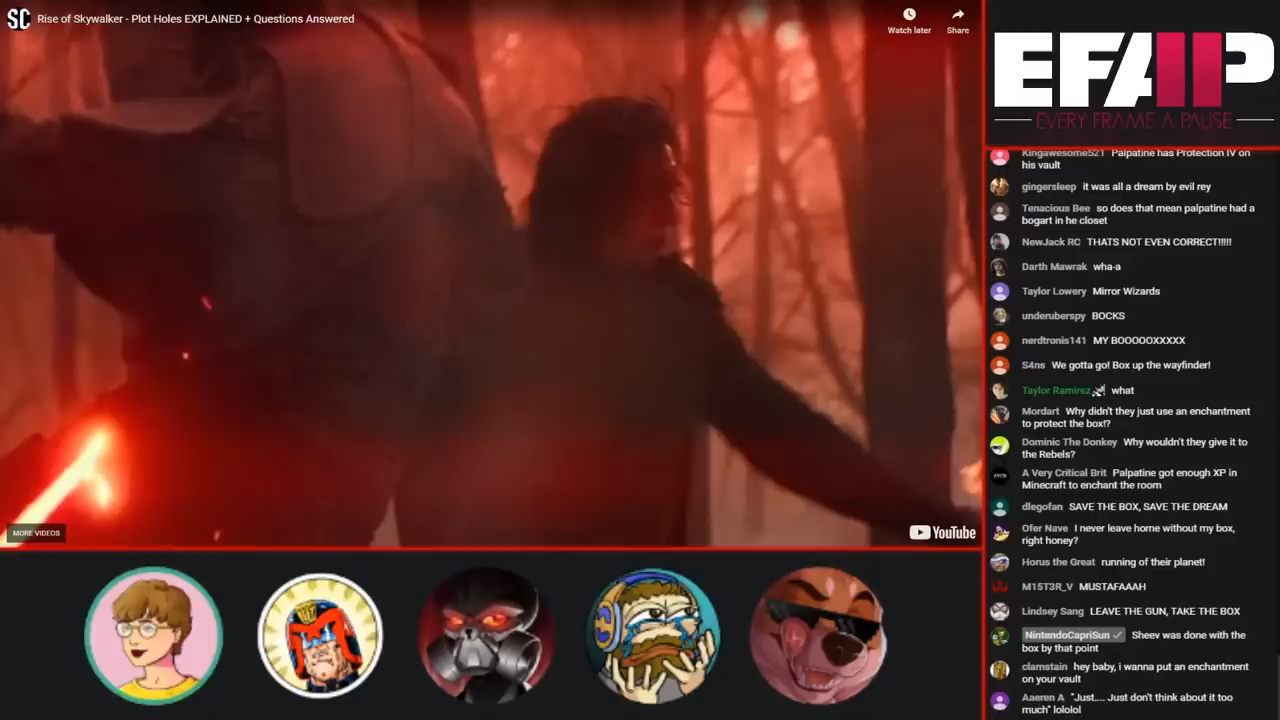 SC Rise of Skywalker - Plot Holes EXPLAINED + Questions Answered
Watch later
Share
MORE VIDEOS
YouTube
EFAP
EVERY FRAME A PAUSE
Kingawesome521 Palpatine has Protection IV on
his vault
gingersleep it was all a dream by evil rey
Tenacious Bee so does that mean palpatine had a
bogart in he closet
NewJack RC THATS NOT EVEN CORRECT!!!!!
Darth Mawrak wha-a
Taylor Lowery Mirror Wizards
underuberspy BOCKS
nerdtronis141 MY BOOOOOXXXXX
S4ns We gotta go! Box up the wayfinder!
Taylor Ramirez what
Mordart Why didn't they just use an enchantment
to protect the box!?
Dominic The Donkey Why wouldn't they give it to
the Rebels?
A Very Critical Brit Palpatine got enough XP in
Minecraft to enchant the room
dlegofan SAVE THE BOX, SAVE THE DREAM
Ofer Nave I never leave home without my box,
right honey?
Horus the Great running of their planet!
M15T3R_V MUSTAFAAAH
Lindsey Sang LEAVE THE GUN, TAKE THE BOX
NintendoCapriSun Sheev was done with the
box by that point
clamstain hey baby, i wanna put an enchantment
on your vault
Aaeren A "Just.... Just don't think about it too
much" lololol